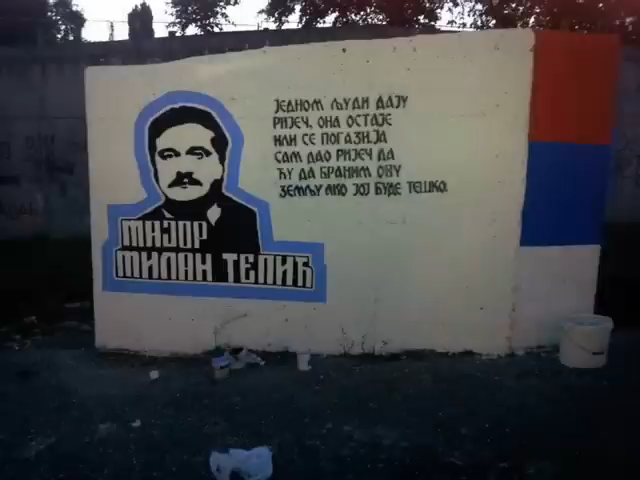 ЈЕДНОМ ЉУДИ ДАЈУ
РИЈЕЧ, ОНА ОСТАЈЕ
ИЛИ СЕ ПОГАЗИ,ЈА
САМ ДАО РИЈЕЧ ДА
ЋУ ДА БРАНИМ ОВУ
ЗЕМЉУ АКО ЈОЈ БУДЕ ТЕШКО.
МАЈОР
МИЛАН ТЕПИЋ